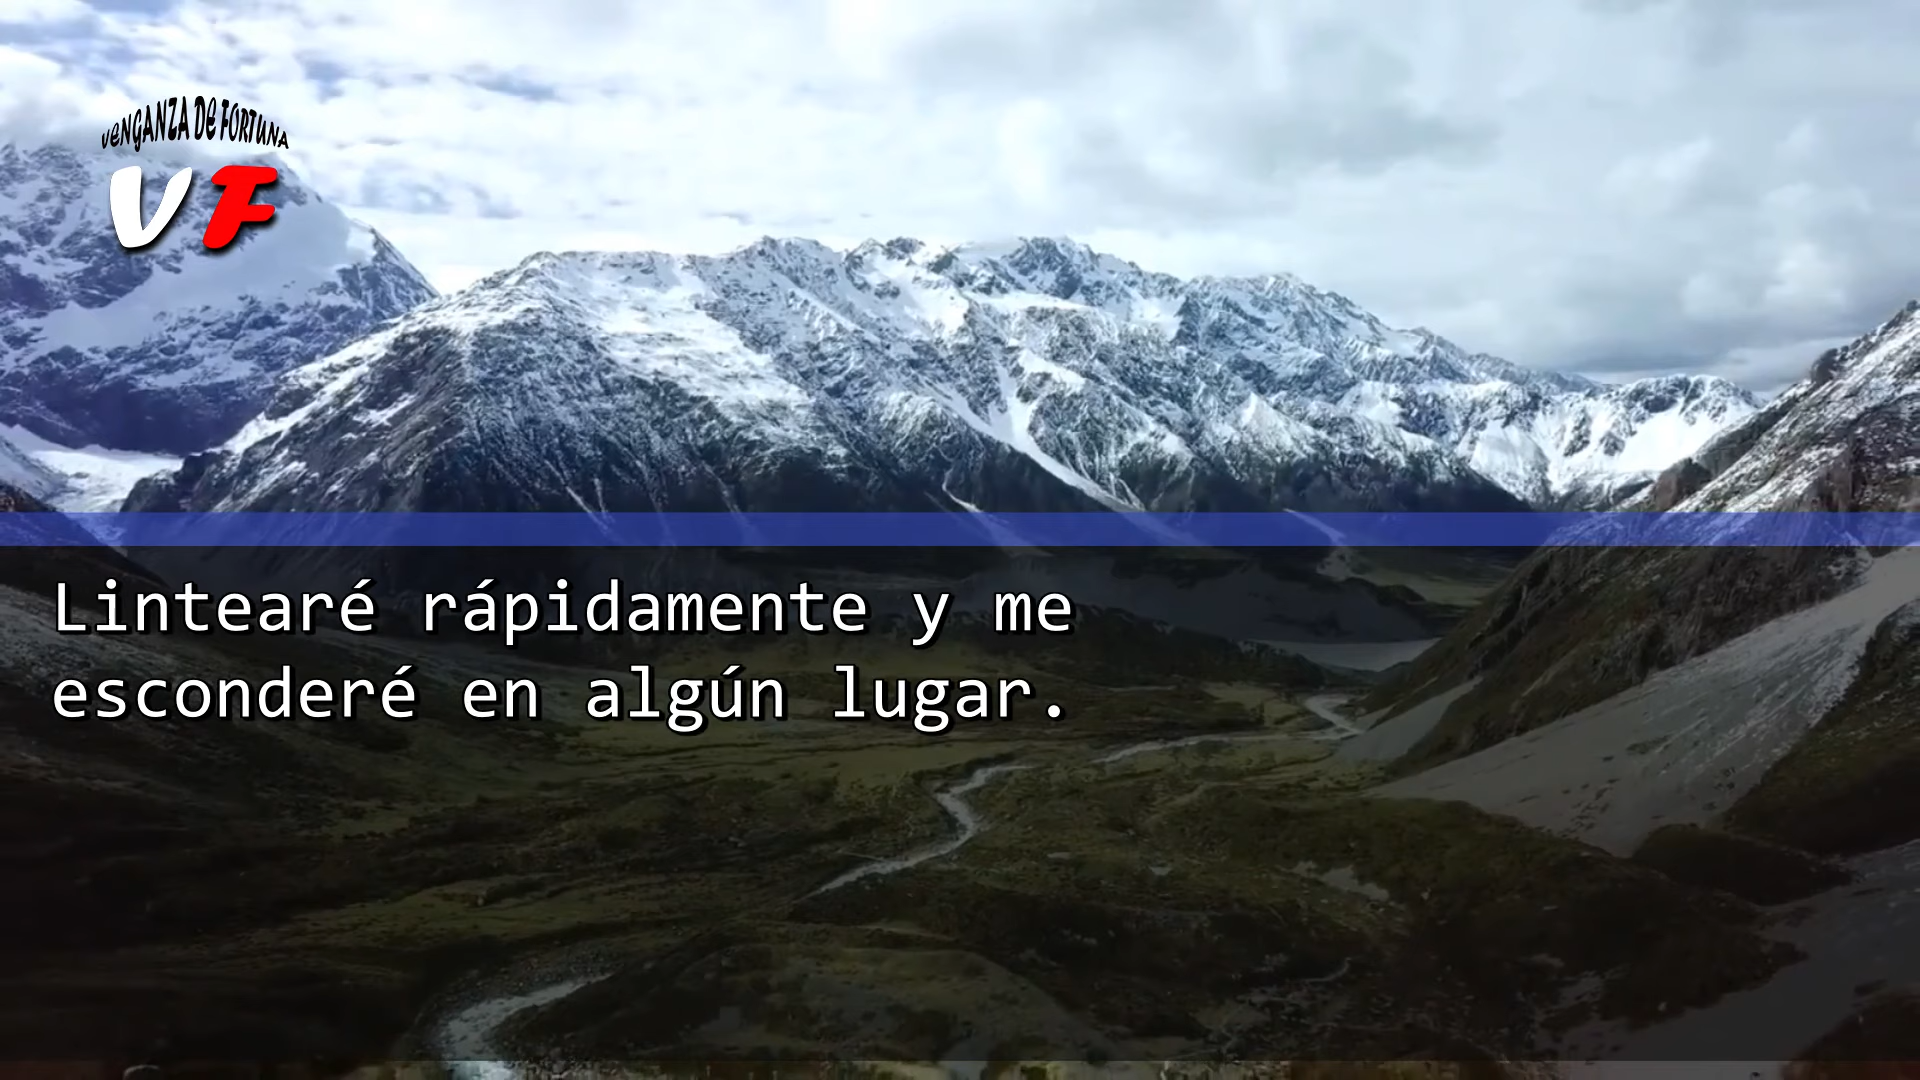 VENGANZA DE FORTUNA
VF
Lintearé rápidamente y me
esconderé en algún lugar.